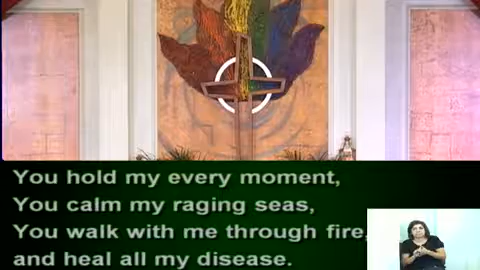 You hold my every moment,
You calm my raging seas,
You walk with me through fire,
and heal all my disease.